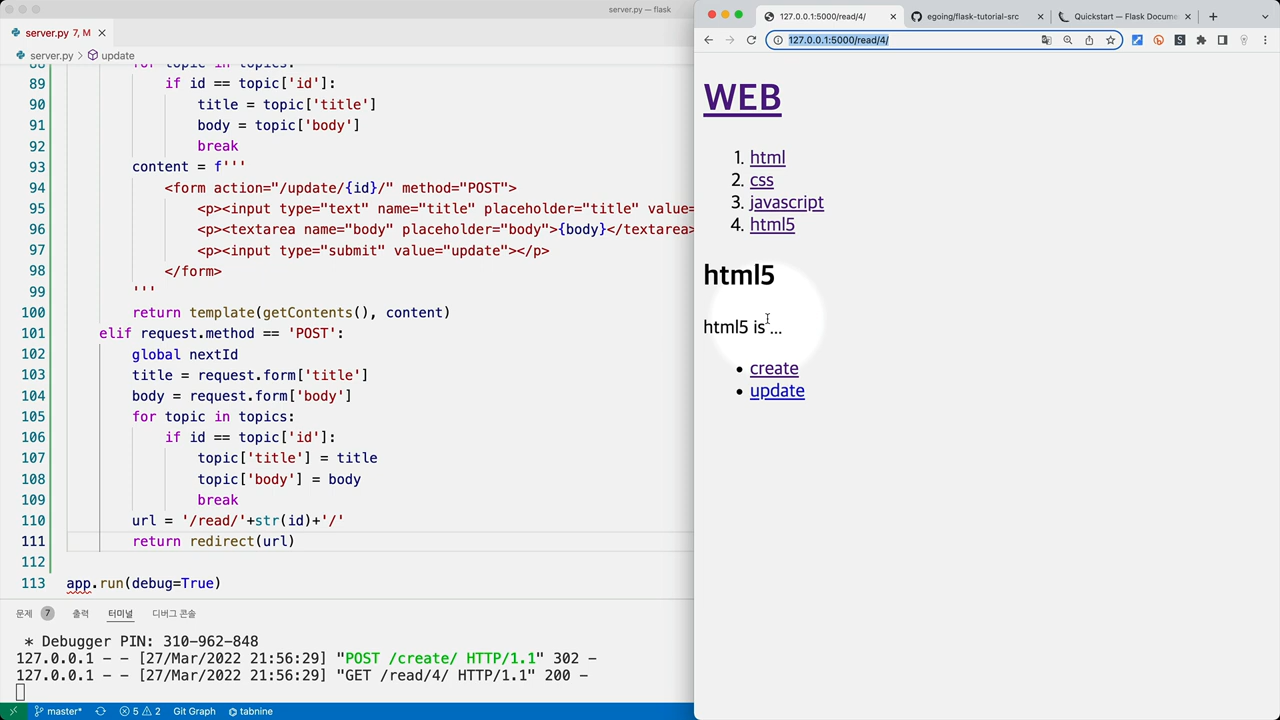 server.py — flask
server.py 7, M
server.py > update
for topic in topics:
89 if id == topic['id']:
90 title = topic['title']
91 body = topic['body']
92 break
93 content = f'''
94 <form action="/update/{id}/" method="POST">
95 <p><input type="text" name="title" placeholder="title" value=
96 <p><textarea name="body" placeholder="body">{body}</textarea>
97 <p><input type="submit" value="update"></p>
98 </form>
99 '''
100 return template(getContents(), content)
101 elif request.method == 'POST':
102 global nextId
103 title = request.form['title']
104 body = request.form['body']
105 for topic in topics:
106 if id == topic['id']:
107 topic['title'] = title
108 topic['body'] = body
109 break
110 url = '/read/'+str(id)+'/'
111 return redirect(url)
112
113 app.run(debug=True)
문제 7 출력 터미널 디버그 콘솔
* Debugger PIN: 310-962-848
127.0.0.1 - - [27/Mar/2022 21:56:29] "POST /create/ HTTP/1.1" 302 -
127.0.0.1 - - [27/Mar/2022 21:56:29] "GET /read/4/ HTTP/1.1" 200 -
master* 5 2 Git Graph tabnine
127.0.0.1:5000/read/4/
egoing/flask-tutorial-src
Quickstart — Flask Docume
127.0.0.1:5000/read/4/
WEB
1. html
2. css
3. javascript
4. html5
html5
html5 is ...
• create
• update